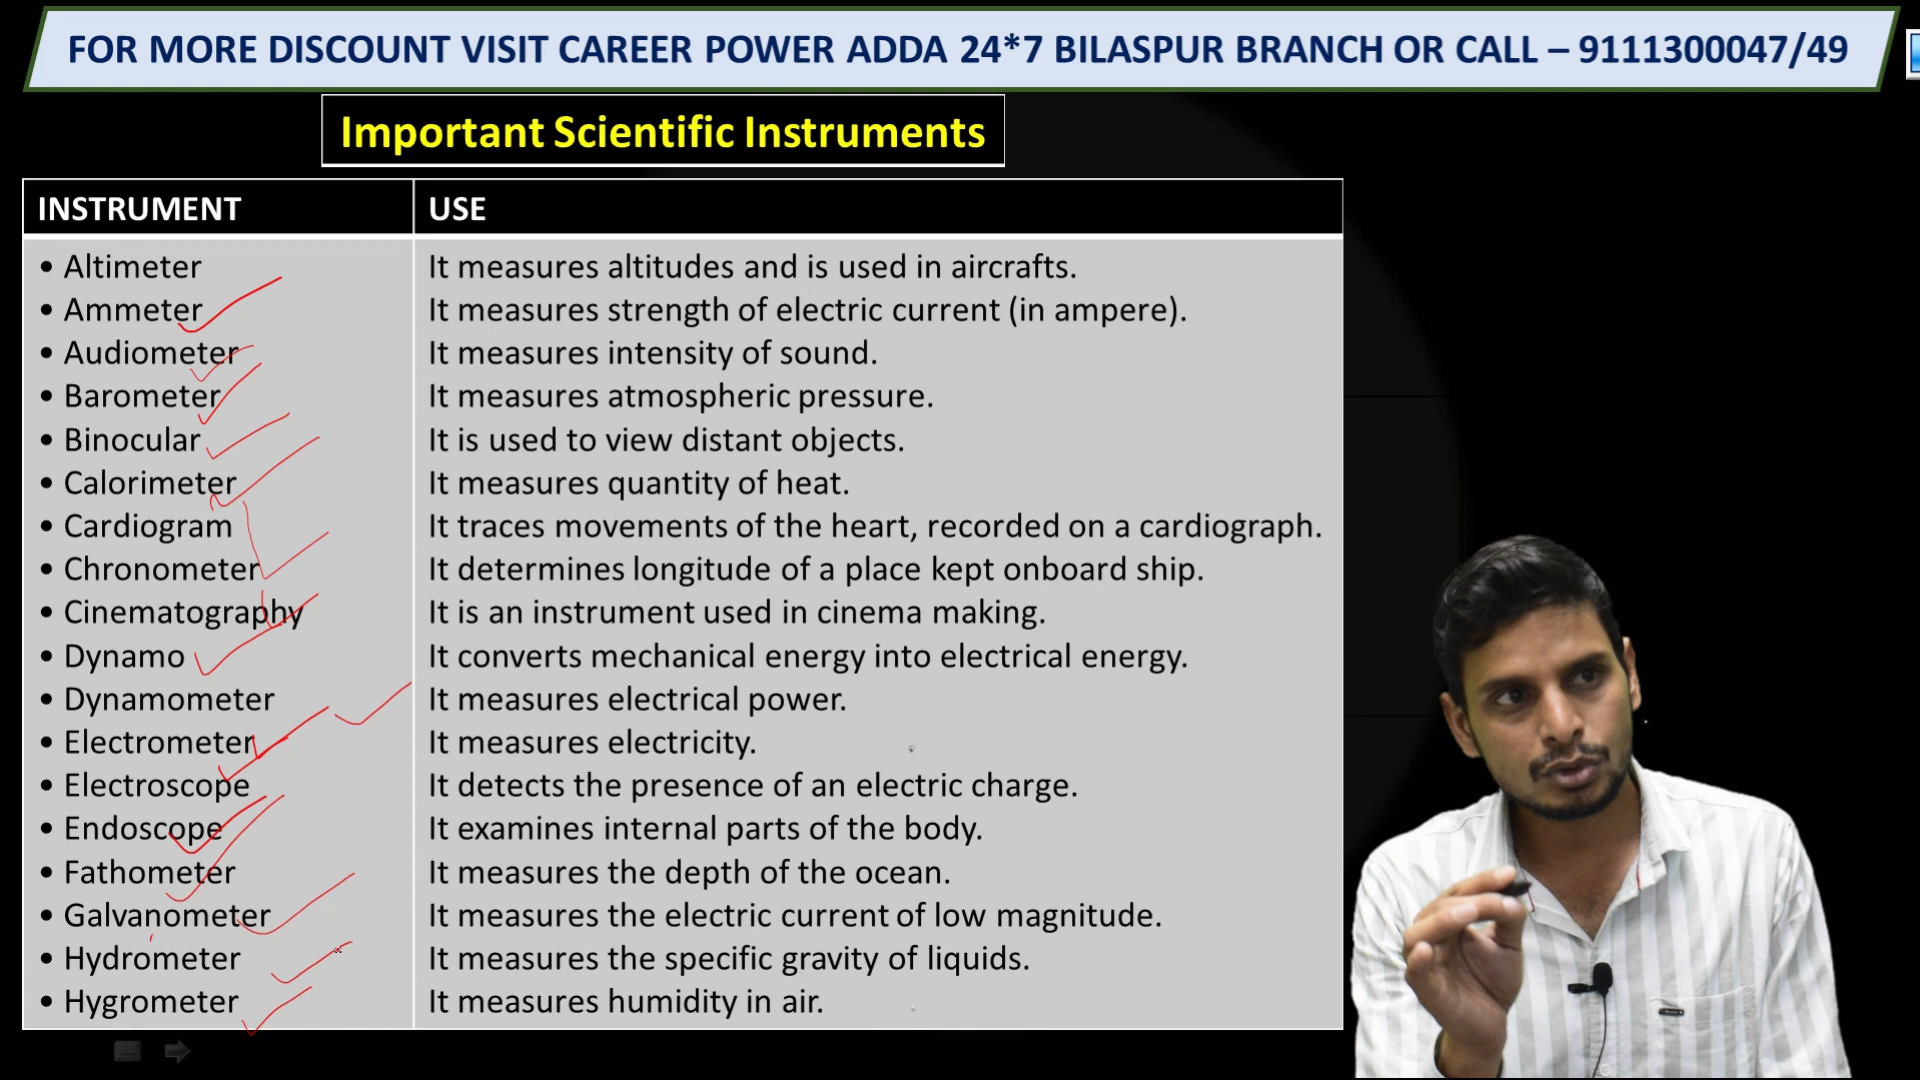 FOR MORE DISCOUNT VISIT CAREER POWER ADDA 24*7 BILASPUR BRANCH OR CALL – 9111300047/49
Important Scientific Instruments
INSTRUMENT USE
• Altimeter It measures altitudes and is used in aircrafts.
• Ammeter It measures strength of electric current (in ampere).
• Audiometer It measures intensity of sound.
• Barometer It measures atmospheric pressure.
• Binocular It is used to view distant objects.
• Calorimeter It measures quantity of heat.
• Cardiogram It traces movements of the heart, recorded on a cardiograph.
• Chronometer It determines longitude of a place kept onboard ship.
• Cinematography It is an instrument used in cinema making.
• Dynamo It converts mechanical energy into electrical energy.
• Dynamometer It measures electrical power.
• Electrometer It measures electricity.
• Electroscope It detects the presence of an electric charge.
• Endoscope It examines internal parts of the body.
• Fathometer It measures the depth of the ocean.
• Galvanometer It measures the electric current of low magnitude.
• Hydrometer It measures the specific gravity of liquids.
• Hygrometer It measures humidity in air.